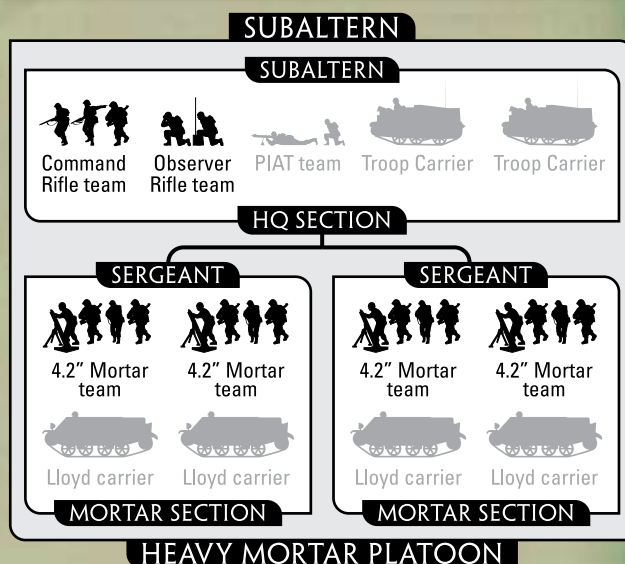 SUBALTERN
SUBALTERN
Command
Rifle team
Observer
Rifle team
PIAT team
Troop Carrier
Troop Carrier
HQ SECTION
SERGEANT
4.2" Mortar
team
4.2" Mortar
team
Lloyd carrier
Lloyd carrier
MORTAR SECTION
SERGEANT
4.2" Mortar
team
4.2" Mortar
team
Lloyd carrier
Lloyd carrier
MORTAR SECTION
HEAVY MORTAR PLATOON